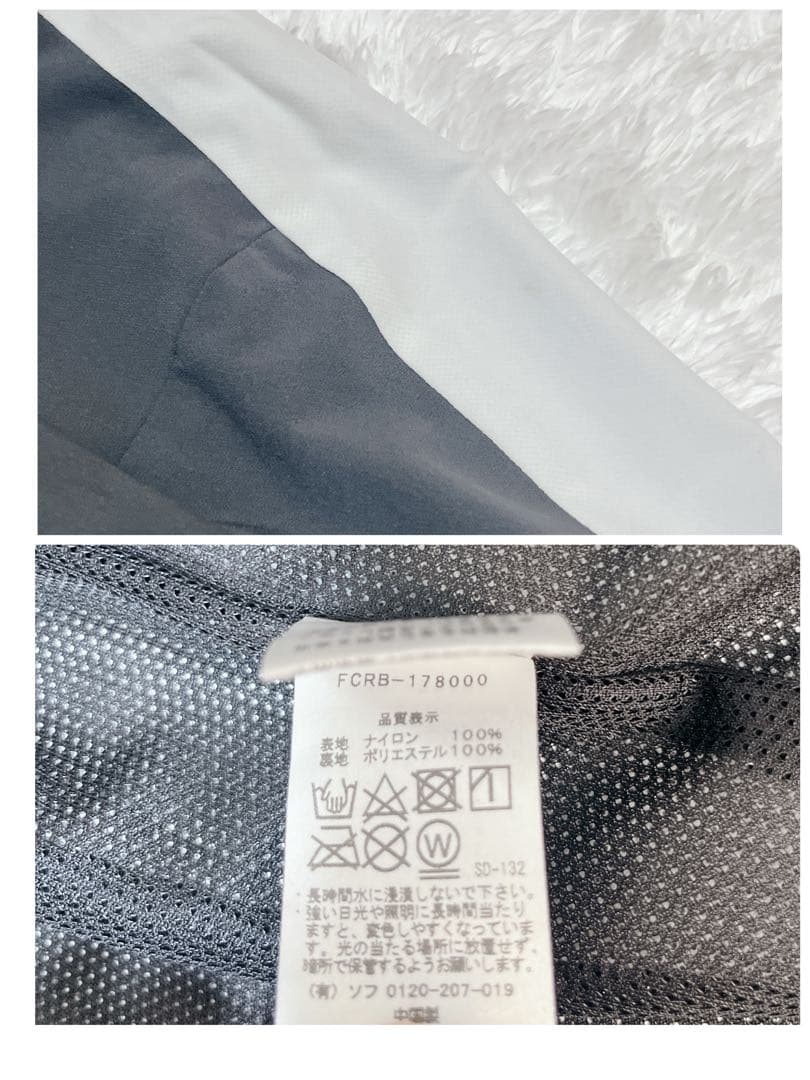 FCRB-178000
品質表示
表地 ナイロン 100%
裏地 ポリエステル 100%
W
SD-132
・長時間水に浸漬しないで下さい。
・強い日光や照明に長時間当たり
ますと、変色しやすくなっていま
す。光の当たる場所に放置せず、
暗所で保管するようお願いします。
(有) ソフ 0120-207-019
中国製